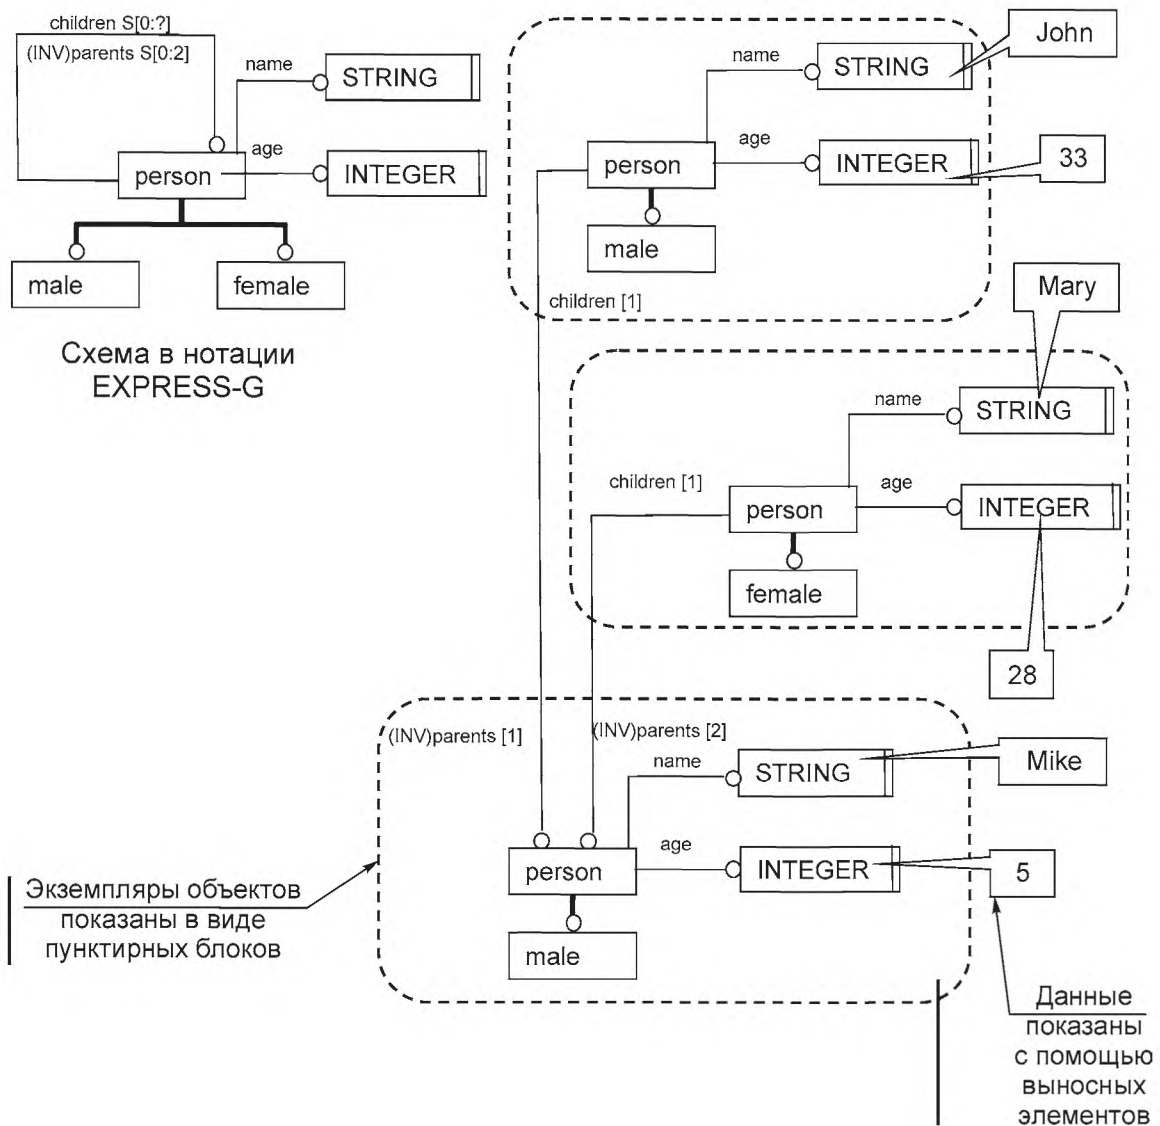 children S[0:?]
(INV)parents S[0:2]
name
STRING
age
person
INTEGER
male
female
Схема в нотации
EXPRESS-G
name
STRING
John
age
person
INTEGER
33
male
children [1]
Mary
name
STRING
children [1]
age
person
INTEGER
female
28
(INV)parents [1]
(INV)parents [2]
name
STRING
Mike
age
person
INTEGER
5
male
Экземпляры объектов
показаны в виде
пунктирных блоков
Данные
показаны
с помощью
выносных
элементов